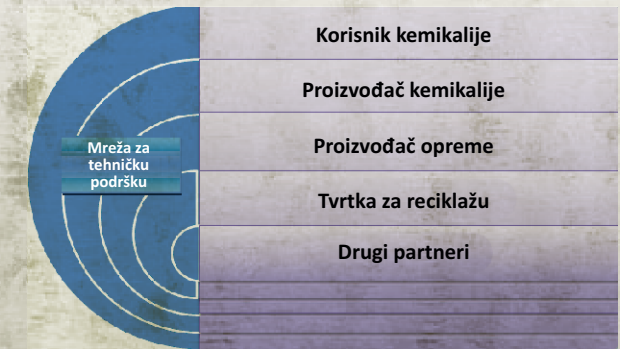 Mreža za
tehničku
podršku
Korisnik kemikalije
Proizvođač kemikalije
Proizvođač opreme
Tvrtka za reciklažu
Drugi partneri